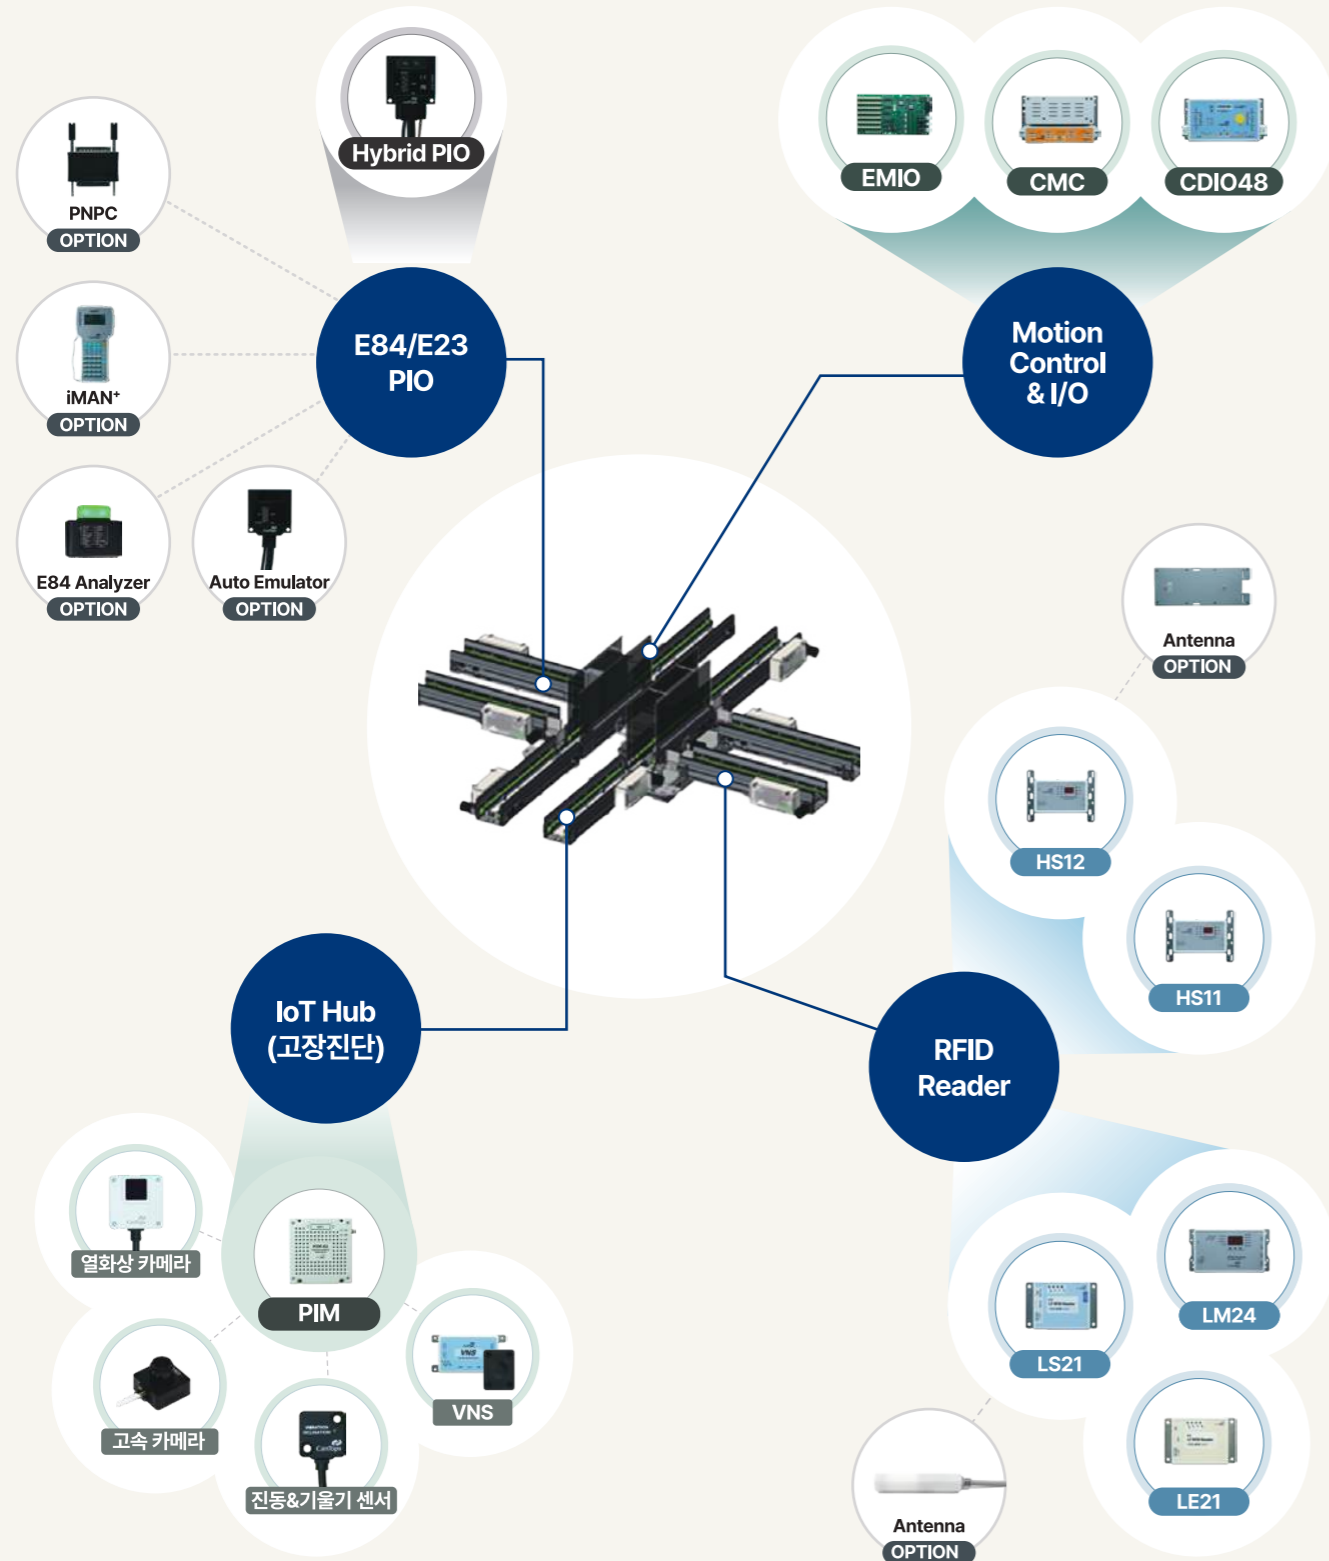 Hybrid PIO
EMIO
CMC
CDIO48
PNPC
OPTION
iMAN+
OPTION
E84 Analyzer
OPTION
Auto Emulator
OPTION
E84/E23
PIO
Motion
Control
& I/O
Antenna
OPTION
HS12
HS11
IoT Hub
(고장진단)
RFID
Reader
열화상 카메라
PIM
고속 카메라
VNS
VNS
진동&기울기 센서
LM24
LS21
LE21
Antenna
OPTION